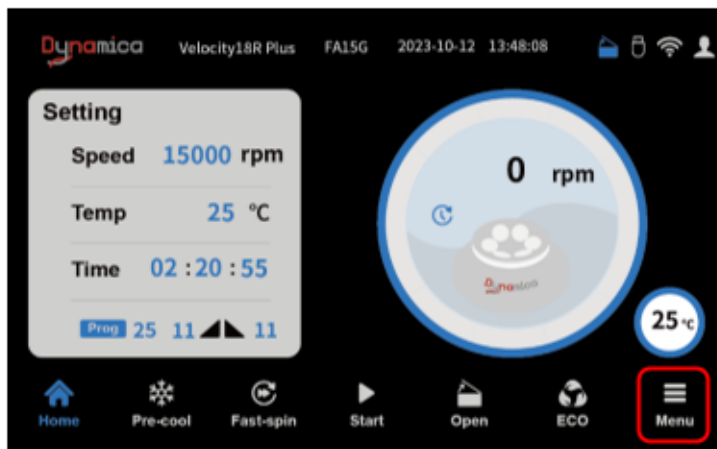 Dynamica Velocity18R Plus FA15G 2023-10-12 13:48:08
Setting
Speed 15000 rpm
Temp 25 °C
Time 02 : 20 : 55
Prog 25 11 11
0 rpm
Dynamica
25 °C
Home Pre-cool Fast-spin Start Open ECO Menu